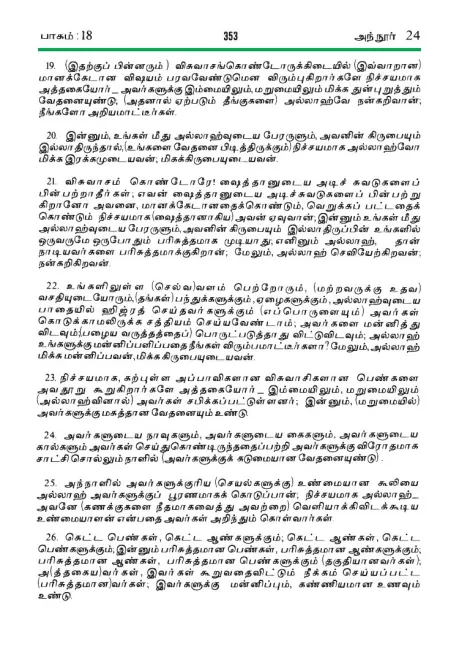 பாகம் : 18 353 அந்நூர் 24
19. (இதற்குப் பின்னரும் ) விசுவாசங்கொண்டோருக்கிடையில் (இவ்வாறான)
மானக்கேடான விஷயம் பரவவேண்டுமென விரும்புகிறார்களே நிச்சயமாக
அத்தகையோர் _ அவர்களுக்கு இம்மையிலும், மறுமையிலும் மிக்க துன்புறுத்தும்
வேதனையுண்டு; (அதனால் ஏற்படும் தீங்குகளை) அல்லாஹ்வே நன்கறிவான்;
நீங்களோ அறியமாட்டீர்கள்.
20. இன்னும், உங்கள் மீது அல்லாஹ்வுடைய பேரருளும், அவனின் கிருபையும்
இல்லாதிருந்தால், (உங்களை வேதனை பிடித்திருக்கும்) நிச்சயமாக அல்லாஹ்வோ
மிக்க இரக்கமுடையவன்; மிகக்கிருபையுடையவன்.
21. விசுவாசம் கொண்டோரே! ஷைத்தானுடைய அடிச் சுவடுகளைப்
பின்பற்றாதீர்கள்; எவன் ஷைத்தானுடைய அடிச்சுவடுகளைப் பின்பற்று
கிறானோ அவனை, மானக்கேடானதைக்கொண்டும், வெறுக்கப் பட்டதைக்
கொண்டும் நிச்சயமாக (ஷைத்தானாகிய) அவன் ஏவுவான்; இன்னும் உங்கள் மீது
அல்லாஹ்வுடைய பேரருளும், அவனின் கிருபையும் இல்லாதிருப்பின் உங்களில்
ஒருவருமே ஒருபோதும் பரிசுத்தமாக முடியாது; எனினும் அல்லாஹ், தான்
நாடியவர்களை பரிசுத்தமாக்குகிறான்; மேலும், அல்லாஹ் செவியேற்கிறவன்;
நன்கறிகிறவன்.
22. உங்களிலுள்ள (செல்வ)வளம் பெற்றோரும், (மற்றவருக்கு உதவ)
வசதியுடையோரும், (தங்கள்) பந்துக்களுக்கும், ஏழைகளுக்கும், அல்லாஹ்வுடைய
பாதையில் ஹிஜ்ரத் செய்தவர்களுக்கும் (எப்பொருளையும்) அவர்கள்
கொடுக்காமலிருக்க சத்தியம் செய்யவேண்டாம்; அவர்களை மன்னித்து
விடவும்; (பழைய வருத்தத்தைப்) பொருட்படுத்தாது விட்டுவிடவும்; அல்லாஹ்
உங்களுக்கு மன்னிப்பளிப்பதை நீங்கள் விரும்பமாட்டீர்களா? மேலும், அல்லாஹ்
மிக்க மன்னிப்பவன், மிக்க கிருபையுடையவன்.
23. நிச்சயமாக, கற்புள்ள அப்பாவிகளான விசுவாசிகளான பெண்களை
அவதூறு கூறுகிறார்களே அத்தகையோர் _ இம்மையிலும், மறுமையிலும்
(அல்லாஹ்வினால்) அவர்கள் சபிக்கப்பட்டுள்ளனர்; இன்னும், (மறுமையில்)
அவர்களுக்கு மகத்தான வேதனையும் உண்டு.
24. அவர்களுடைய நாவுகளும், அவர்களுடைய கைகளும், அவர்களுடைய
கால்களும் அவர்கள் செய்துகொண்டிருந்ததைப்பற்றி அவர்களுக்கு விரோதமாக
சாட்சி சொல்லும் நாளில் (அவர்களுக்குக் கடுமையான வேதனையுண்டு) .
25. அந்நாளில் அவர்களுக்குரிய (செயல்களுக்கு) உண்மையான கூலியை
அல்லாஹ் அவர்களுக்குப் பூரணமாகக் கொடுப்பான்; நிச்சயமாக அல்லாஹ் _
அவனே (கணக்குகளை நீதமாகவைத்து அவற்றை) வெளியாக்கிவிடக்கூடிய
உண்மையாளன் என்பதை அவர்கள் அறிந்தும் கொள்வார்கள்.
26. கெட்ட பெண்கள், கெட்ட ஆண்களுக்கும்; கெட்ட ஆண்கள், கெட்ட
பெண்களுக்கும்; இன்னும் பரிசுத்தமான பெண்கள், பரிசுத்தமான ஆண்களுக்கும்;
பரிசுத்தமான ஆண்கள், பரிசுத்தமான பெண்களுக்கும் (தகுதியானவர்கள்);
அ(த்தகைய)வர்கள், இவர்கள் கூறுவதைவிட்டும் நீக்கம் செய்யப்பட்ட
(பரிசுத்தமான)வர்கள்; இவர்களுக்கு மன்னிப்பும், கண்ணியமான உணவும்
உண்டு.